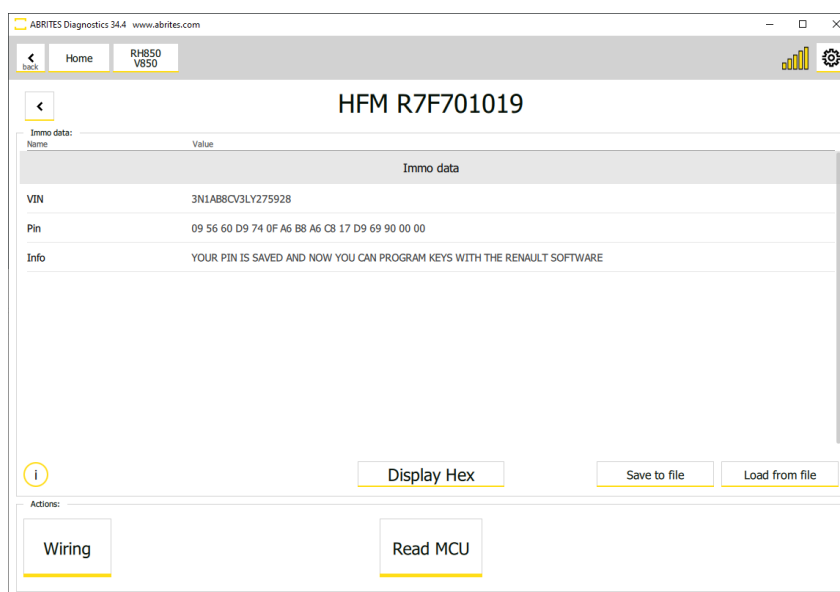 ABRITES Diagnostics 34.4 www.abrites.com
back
Home
RH850
V850
HFM R7F701019
Immo data:
Name Value
Immo data
VIN 3N1AB8CV3LY275928
Pin 09 56 60 D9 74 0F A6 B8 A6 C8 17 D9 69 90 00 00
Info YOUR PIN IS SAVED AND NOW YOU CAN PROGRAM KEYS WITH THE RENAULT SOFTWARE
i
Display Hex
Save to file
Load from file
Actions:
Wiring
Read MCU